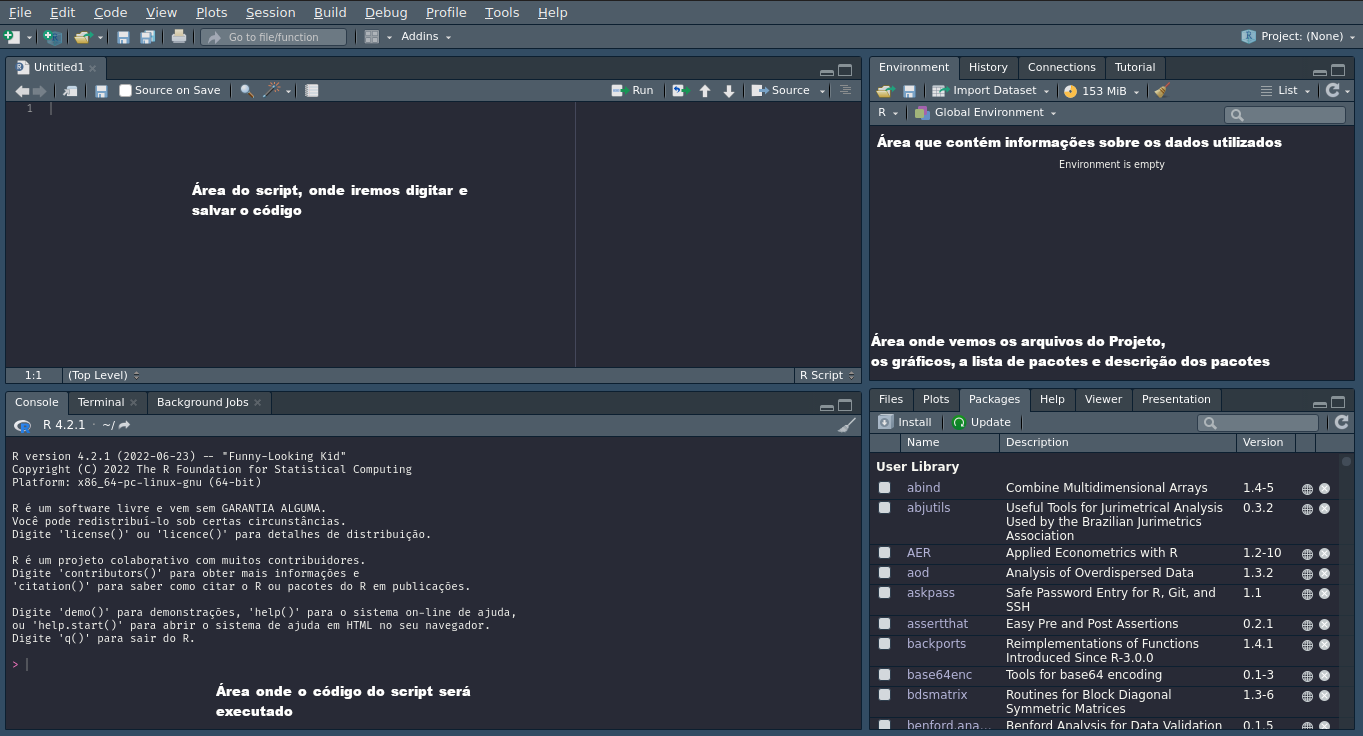 File Edit Code View Plots Session Build Debug Profile Tools Help
Go to file/function Addins Project: (None)
Untitled1
Source on Save Run Source
1
Área do script, onde iremos digitar e
salvar o código
1:1 (Top Level) R Script
Console Terminal Background Jobs
R 4.2.1 · ~/
R version 4.2.1 (2022-06-23) -- "Funny-Looking Kid"
Copyright (C) 2022 The R Foundation for Statistical Computing
Platform: x86_64-pc-linux-gnu (64-bit)
R é um software livre e vem sem GARANTIA ALGUMA.
Você pode redistribuí-lo sob certas circunstâncias.
Digite 'license()' ou 'licence()' para detalhes de distribuição.
R é um projeto colaborativo com muitos contribuidores.
Digite 'contributors()' para obter mais informações e
'citation()' para saber como citar o R ou pacotes do R em publicações.
Digite 'demo()' para demonstrações, 'help()' para o sistema on-line de ajuda,
ou 'help.start()' para abrir o sistema de ajuda em HTML no seu navegador.
Digite 'q()' para sair do R.
>
Área onde o código do script será
executado
Environment History Connections Tutorial
Import Dataset 153 MiB List
R Global Environment
Área que contém informações sobre os dados utilizados
Environment is empty
Área onde vemos os arquivos do Projeto,
os gráficos, a lista de pacotes e descrição dos pacotes
Files Plots Packages Help Viewer Presentation
Install Update
Name Description Version
User Library
abind Combine Multidimensional Arrays 1.4-5
abjutils Useful Tools for Jurimetrical Analysis 0.3.2
Used by the Brazilian Jurimetrics
Association
AER Applied Econometrics with R 1.2-10
aod Analysis of Overdispersed Data 1.3.2
askpass Safe Password Entry for R, Git, and 1.1
SSH
assertthat Easy Pre and Post Assertions 0.2.1
backports Reimplementations of Functions 1.4.1
Introduced Since R-3.0.0
base64enc Tools for base64 encoding 0.1-3
bdsmatrix Routines for Block Diagonal 1.3-6
Symmetric Matrices
benford.ana... Benford Analysis for Data Validation 0.1.5